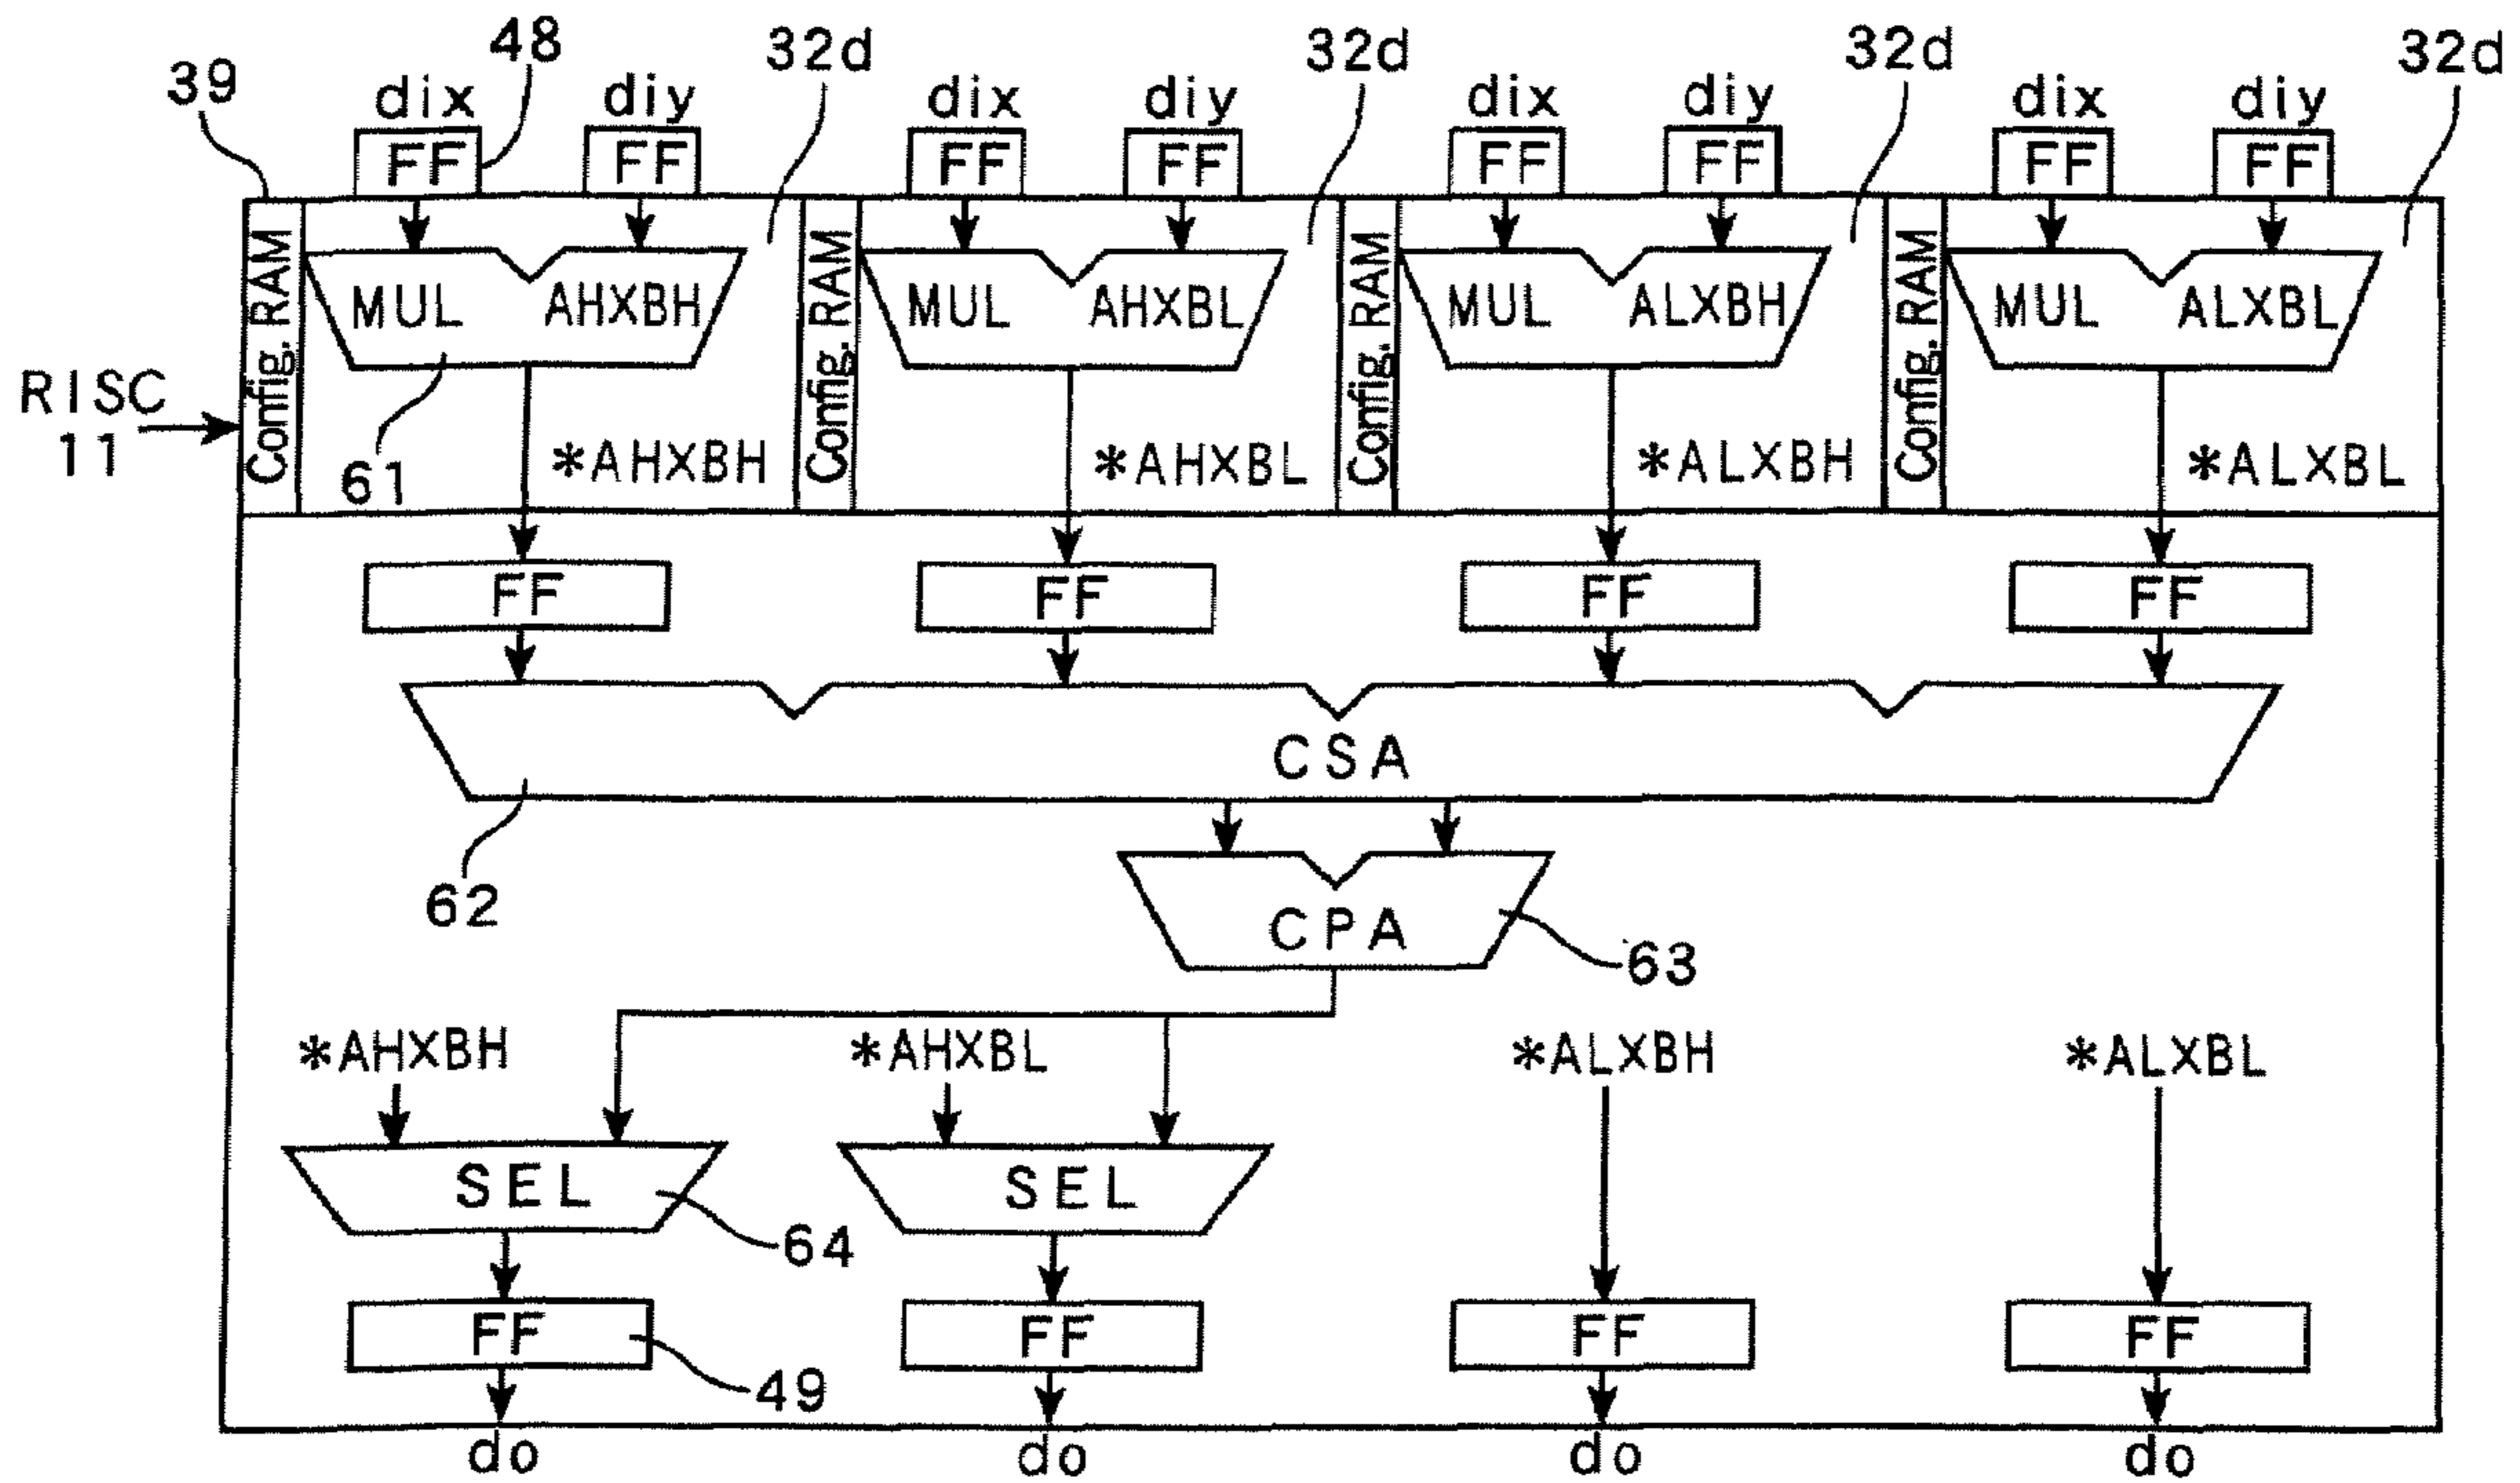 48 32d 32d 32d 32d
39 dix diy dix diy dix diy dix diy
FF FF FF FF FF FF FF FF
Config. RAM MUL AHXBH Config. RAM MUL AHXBL Config. RAM MUL ALXBH Config. RAM MUL ALXBL
RISC
11
61 *AHXBH *AHXBL *ALXBH *ALXBL
FF FF FF FF
CSA
62
CPA
63
*AHXBH *AHXBL *ALXBH *ALXBL
SEL SEL
64
FF FF FF FF
49
do do do do